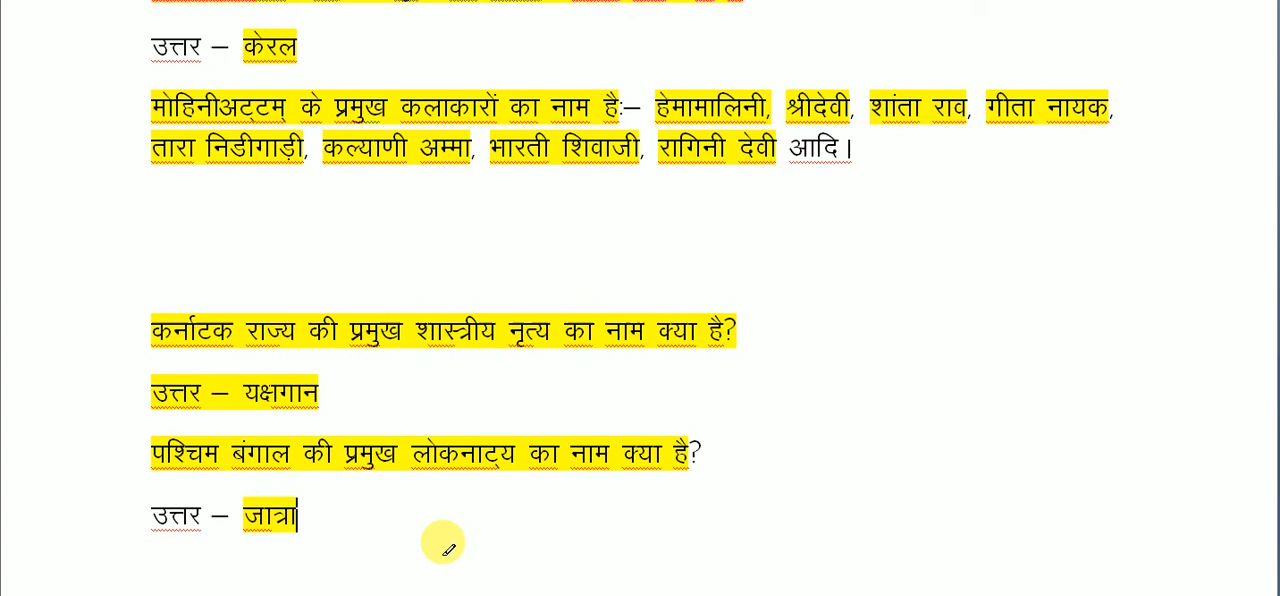 उत्तर – केरल
मोहिनीअट्टम् के प्रमुख कलाकारों का नाम है:– हेमामालिनी, श्रीदेवी, शांता राव, गीता नायक,
तारा निडीगाड़ी, कल्याणी अम्मा, भारती शिवाजी, रागिनी देवी आदि।
कर्नाटक राज्य की प्रमुख शास्त्रीय नृत्य का नाम क्या है?
उत्तर – यक्षगान
पश्चिम बंगाल की प्रमुख लोकनाट्य का नाम क्या है?
उत्तर – जात्रा